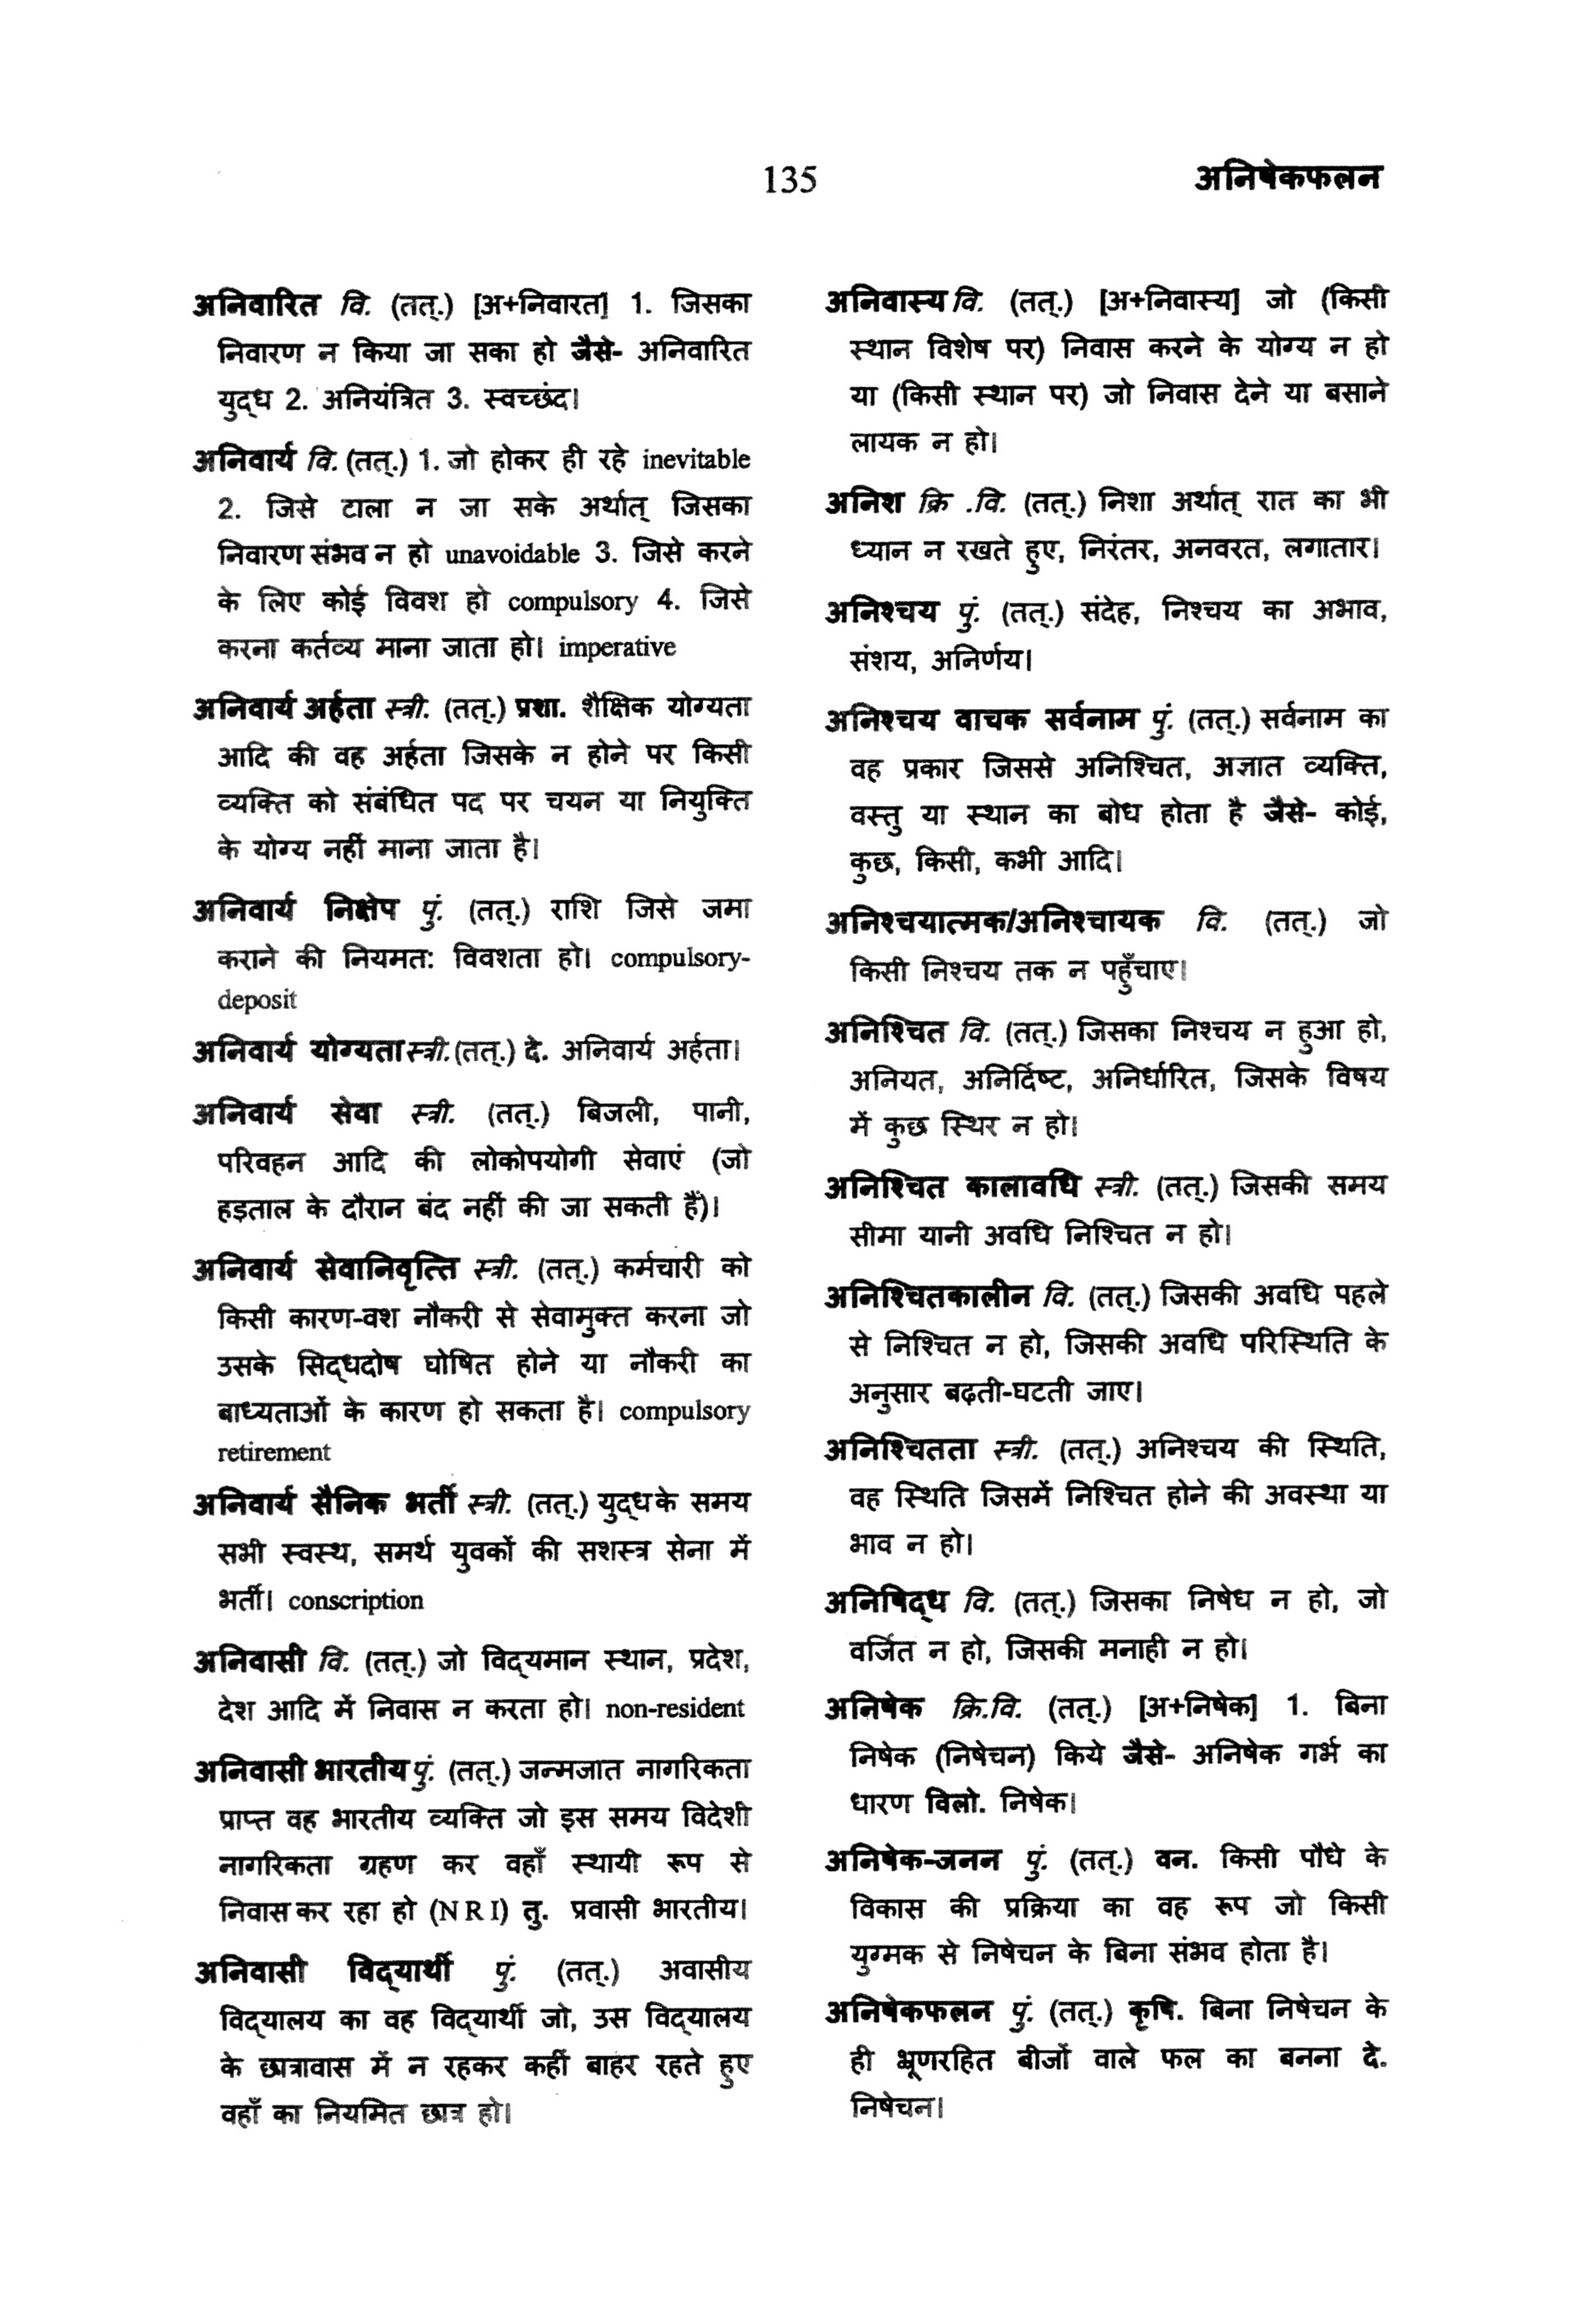 135
अनिषेकफलन
अनिवारित वि. (तत्.) [अ+निवारत] 1. जिसका
निवारण न किया जा सका हो जैसे- अनिवारित
युद्ध 2. अनियंत्रित 3. स्वच्छंद।
अनिवार्य वि. (तत्.) 1. जो होकर ही रहे inevitable
2. जिसे टाला न जा सके अर्थात् जिसका
निवारण संभव न हो unavoidable 3. जिसे करने
के लिए कोई विवश हो compulsory 4. जिसे
करना कर्तव्य माना जाता हो। imperative
अनिवार्य अर्हता स्त्री. (तत्.) प्रशा. शैक्षिक योग्यता
आदि की वह अर्हता जिसके न होने पर किसी
व्यक्ति को संबंधित पद पर चयन या नियुक्ति
के योग्य नहीं माना जाता है।
अनिवार्य निक्षेप पुं. (तत्.) राशि जिसे जमा
कराने की नियमतः विवशता हो। compulsory-
deposit
अनिवार्य योग्यता स्त्री. (तत्.) दे. अनिवार्य अर्हता।
अनिवार्य सेवा स्त्री. (तत्.) बिजली, पानी,
परिवहन आदि की लोकोपयोगी सेवाएं (जो
हड़ताल के दौरान बंद नहीं की जा सकती हैं)।
अनिवार्य सेवानिवृत्ति स्त्री. (तत्.) कर्मचारी को
किसी कारण-वश नौकरी से सेवामुक्त करना जो
उसके सिद्धदोष घोषित होने या नौकरी का
बाध्यताओं के कारण हो सकता है। compulsory
retirement
अनिवार्य सैनिक भर्ती स्त्री. (तत्.) युद्ध के समय
सभी स्वस्थ, समर्थ युवकों की सशस्त्र सेना में
भर्ती। conscription
अनिवासी वि. (तत्.) जो विद्यमान स्थान, प्रदेश,
देश आदि में निवास न करता हो। non-resident
अनिवासी भारतीय पुं. (तत्.) जन्मजात नागरिकता
प्राप्त वह भारतीय व्यक्ति जो इस समय विदेशी
नागरिकता ग्रहण कर वहाँ स्थायी रूप से
निवास कर रहा हो (N R I) तु. प्रवासी भारतीय।
अनिवासी विद्यार्थी पुं. (तत्.) अवासीय
विद्यालय का वह विद्यार्थी जो, उस विद्यालय
के छात्रावास में न रहकर कहीं बाहर रहते हुए
वहाँ का नियमित छात्र हो।
अनिवास्य वि. (तत्.) [अ+निवास्य] जो (किसी
स्थान विशेष पर) निवास करने के योग्य न हो
या (किसी स्थान पर) जो निवास देने या बसाने
लायक न हो।
अनिश क्रि .वि. (तत्.) निशा अर्थात् रात का भी
ध्यान न रखते हुए, निरंतर, अनवरत, लगातार।
अनिश्चय पुं. (तत्.) संदेह, निश्चय का अभाव,
संशय, अनिर्णय।
अनिश्चय वाचक सर्वनाम पुं. (तत्.) सर्वनाम का
वह प्रकार जिससे अनिश्चित, अज्ञात व्यक्ति,
वस्तु या स्थान का बोध होता है जैसे- कोई,
कुछ, किसी, कभी आदि।
अनिश्चयात्मक/अनिश्चायक वि. (तत्.) जो
किसी निश्चय तक न पहुँचाए।
अनिश्चित वि. (तत्.) जिसका निश्चय न हुआ हो,
अनियत, अनिर्दिष्ट, अनिर्धारित, जिसके विषय
में कुछ स्थिर न हो।
अनिश्चित कालावधि स्त्री. (तत्.) जिसकी समय
सीमा यानी अवधि निश्चित न हो।
अनिश्चितकालीन वि. (तत्.) जिसकी अवधि पहले
से निश्चित न हो, जिसकी अवधि परिस्थिति के
अनुसार बढ़ती-घटती जाए।
अनिश्चितता स्त्री. (तत्.) अनिश्चय की स्थिति,
वह स्थिति जिसमें निश्चित होने की अवस्था या
भाव न हो।
अनिषिद्ध वि. (तत्.) जिसका निषेध न हो, जो
वर्जित न हो, जिसकी मनाही न हो।
अनिषेक क्रि.वि. (तत्.) [अ+निषेक] 1. बिना
निषेक (निषेचन) किये जैसे- अनिषेक गर्भ का
धारण विलो. निषेक।
अनिषेक-जनन पुं. (तत्.) वन. किसी पौधे के
विकास की प्रक्रिया का वह रूप जो किसी
युग्मक से निषेचन के बिना संभव होता है।
अनिषेकफलन पुं. (तत्.) कृषि. बिना निषेचन के
ही भ्रूणरहित बीजों वाले फल का बनना दे.
निषेचन।